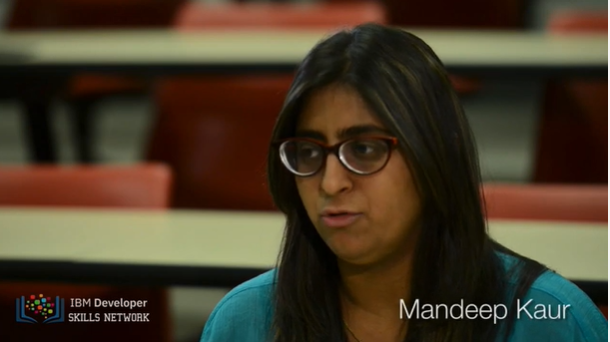 IBM Developer
SKILLS NETWORK
Mandeep Kaur